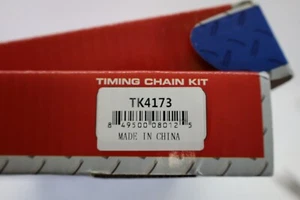 TIMING CHAIN KIT
TK4173
8 49500 08012 5
MADE IN CHINA